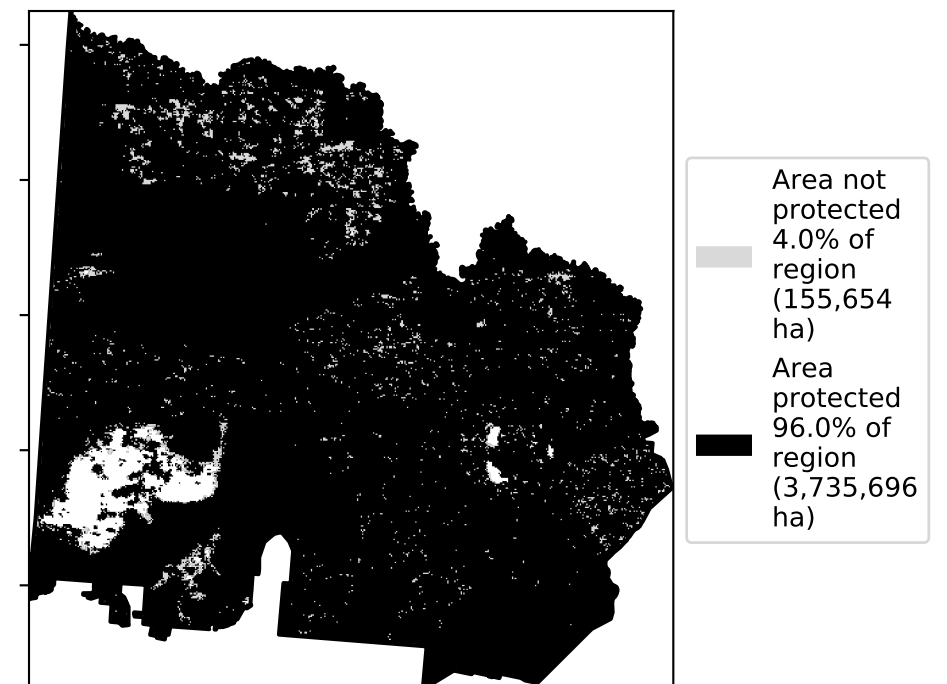 Area not
protected
4.0% of
region
(155,654
ha)
Area
protected
96.0% of
region
(3,735,696
ha)